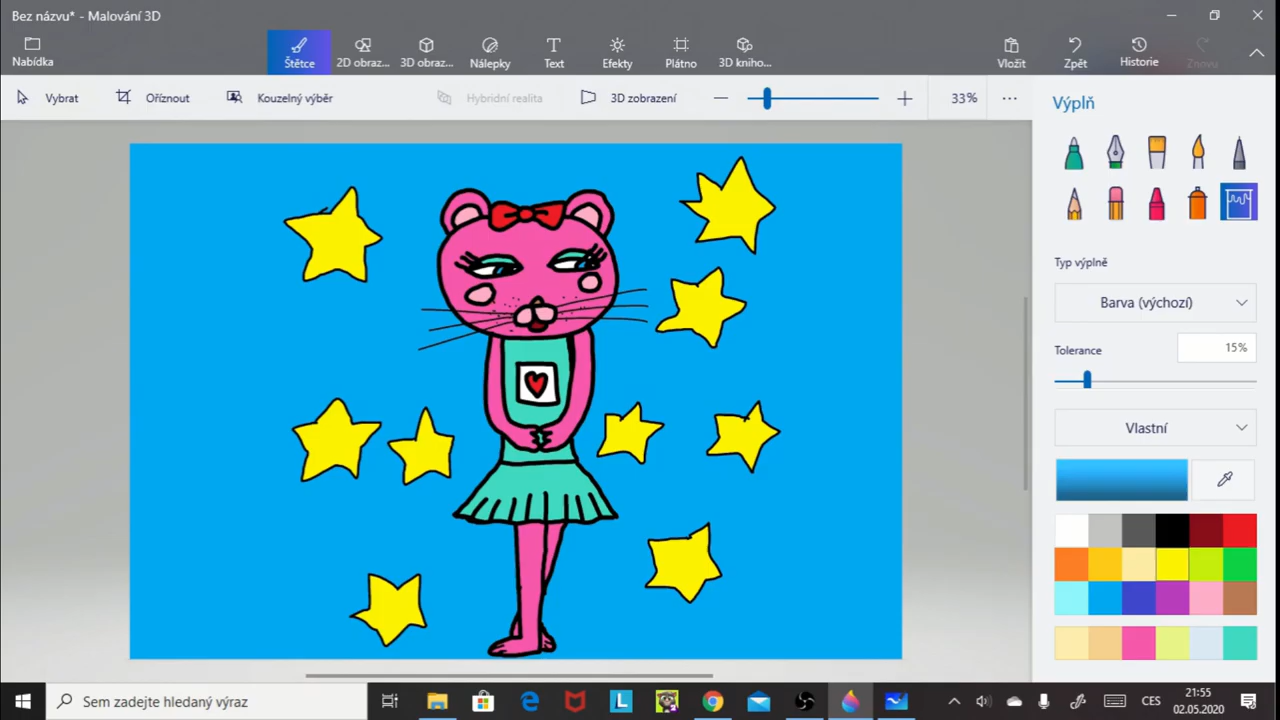 Bez názvu* - Malování 3D
Nabídka
Štětce
2D obraz...
3D obraz...
Nálepky
Text
Efekty
Plátno
3D kniho...
Vložit
Zpět
Historie
Znovu
Vybrat
Oříznout
Kouzelný výběr
Hybridní realita
3D zobrazení
33%
Výplň
Typ výplně
Barva (výchozí)
Tolerance
15%
Vlastní
Sem zadejte hledaný výraz
L
CES
21:55
02.05.2020